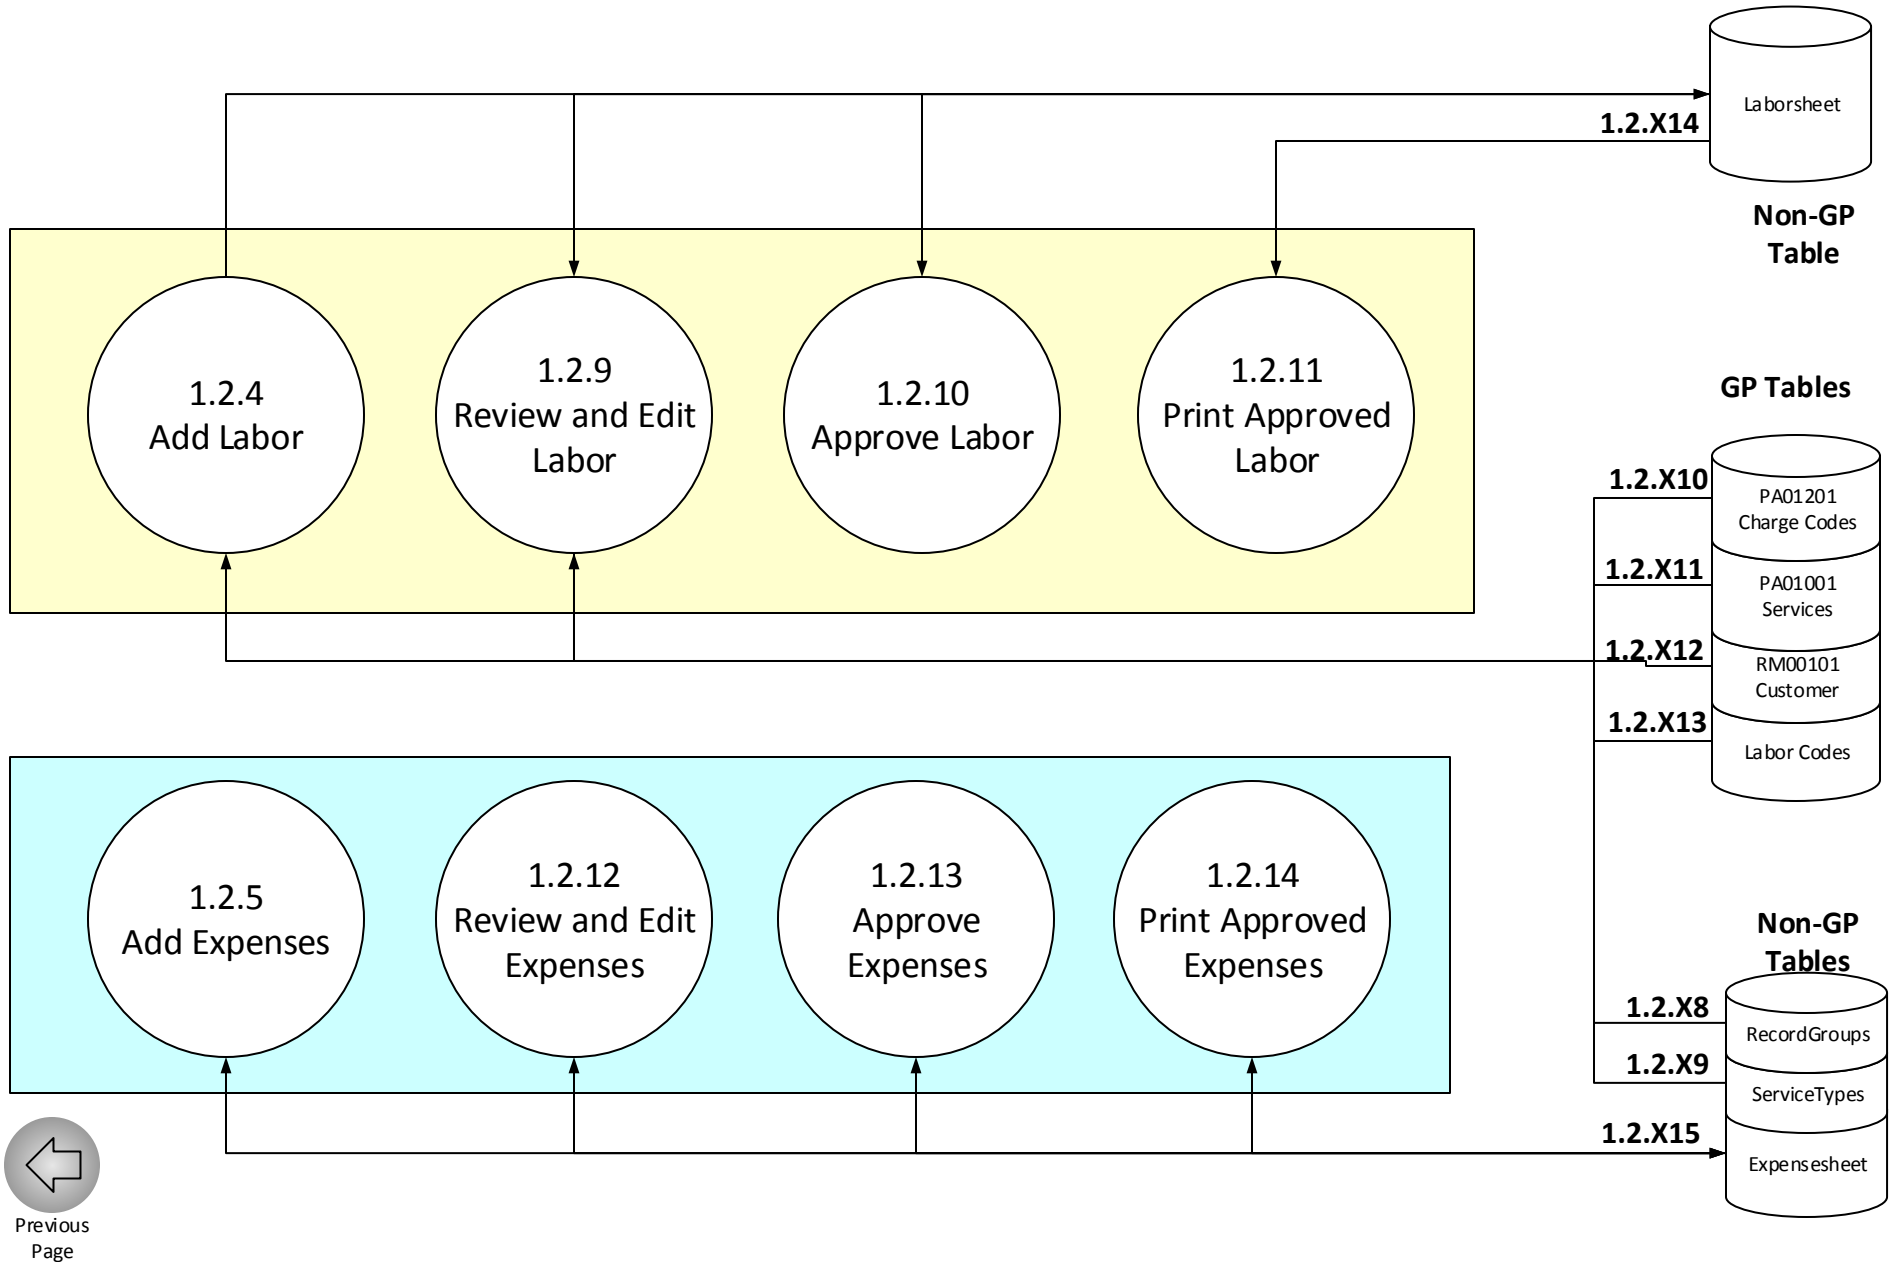 Laborsheet
1.2.X14
Non-GP
Table
1.2.4
Add Labor
1.2.9
Review and Edit
Labor
1.2.10
Approve Labor
1.2.11
Print Approved
Labor
GP Tables
1.2.X10
PA01201
Charge Codes
1.2.X11
PA01001
Services
1.2.X12
RM00101
Customer
1.2.X13
Labor Codes
1.2.5
Add Expenses
1.2.12
Review and Edit
Expenses
1.2.13
Approve
Expenses
1.2.14
Print Approved
Expenses
Non-GP
Tables
1.2.X8
RecordGroups
1.2.X9
ServiceTypes
1.2.X15
Expensesheet
Previous
Page